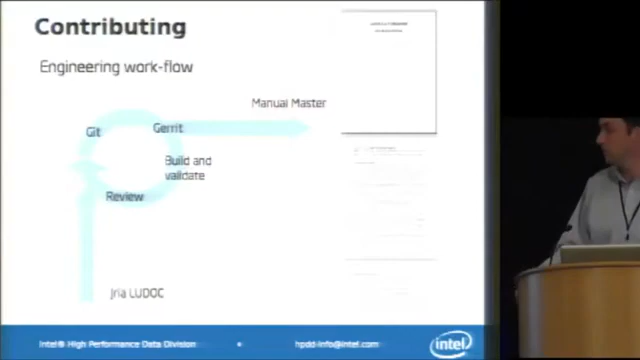 Contributing
Engineering work-flow
Manual Master
Git
Gerrit
Build and
validate
Review
Jria LUDOC
Intel® High Performance Data Division
•
hpdd-info@intel.com
intel